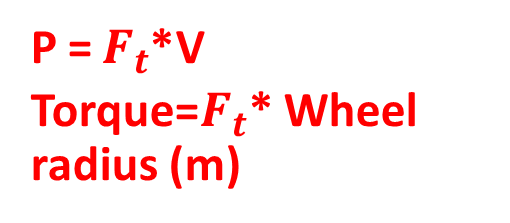 P = Fₜ*V
Torque=Fₜ* Wheel
radius (m)